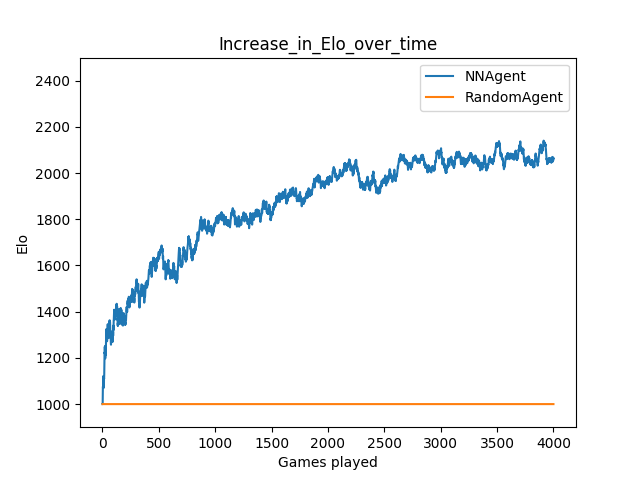 Increase_in_Elo_over_time
NNAgent
RandomAgent
2400
2200
2000
1800
1600
1400
1200
1000
Elo
0 500 1000 1500 2000 2500 3000 3500 4000
Games played